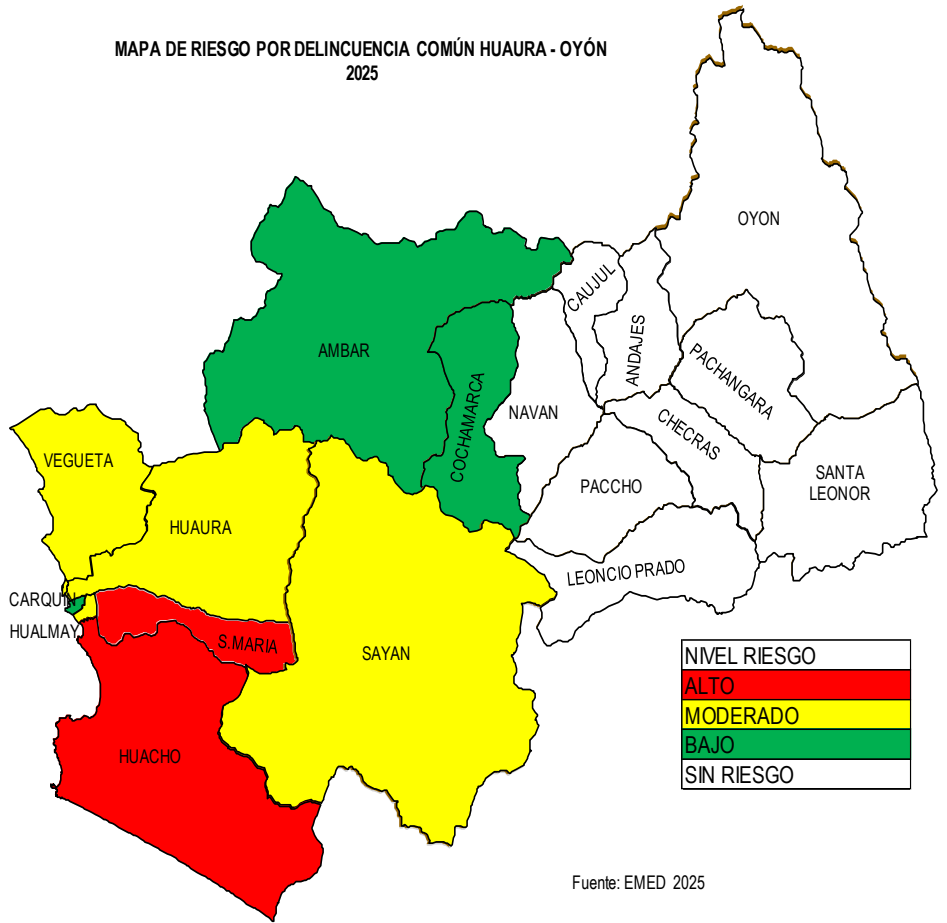 MAPA DE RIESGO POR DELINCUENCIA COMÚN HUAURA - OYÓN
2025
OYON
CAUJUL
ANDAJES
AMBAR
PACHANGARA
COCHAMARCA
NAVAN
CHECRAS
VEGUETA
PACCHO
SANTA
LEONOR
HUAURA
LEONCIO PRADO
CARQUIN
HUALMAY
S.MARIA
SAYAN
HUACHO
NIVEL RIESGO
ALTO
MODERADO
BAJO
SIN RIESGO
Fuente: EMED 2025